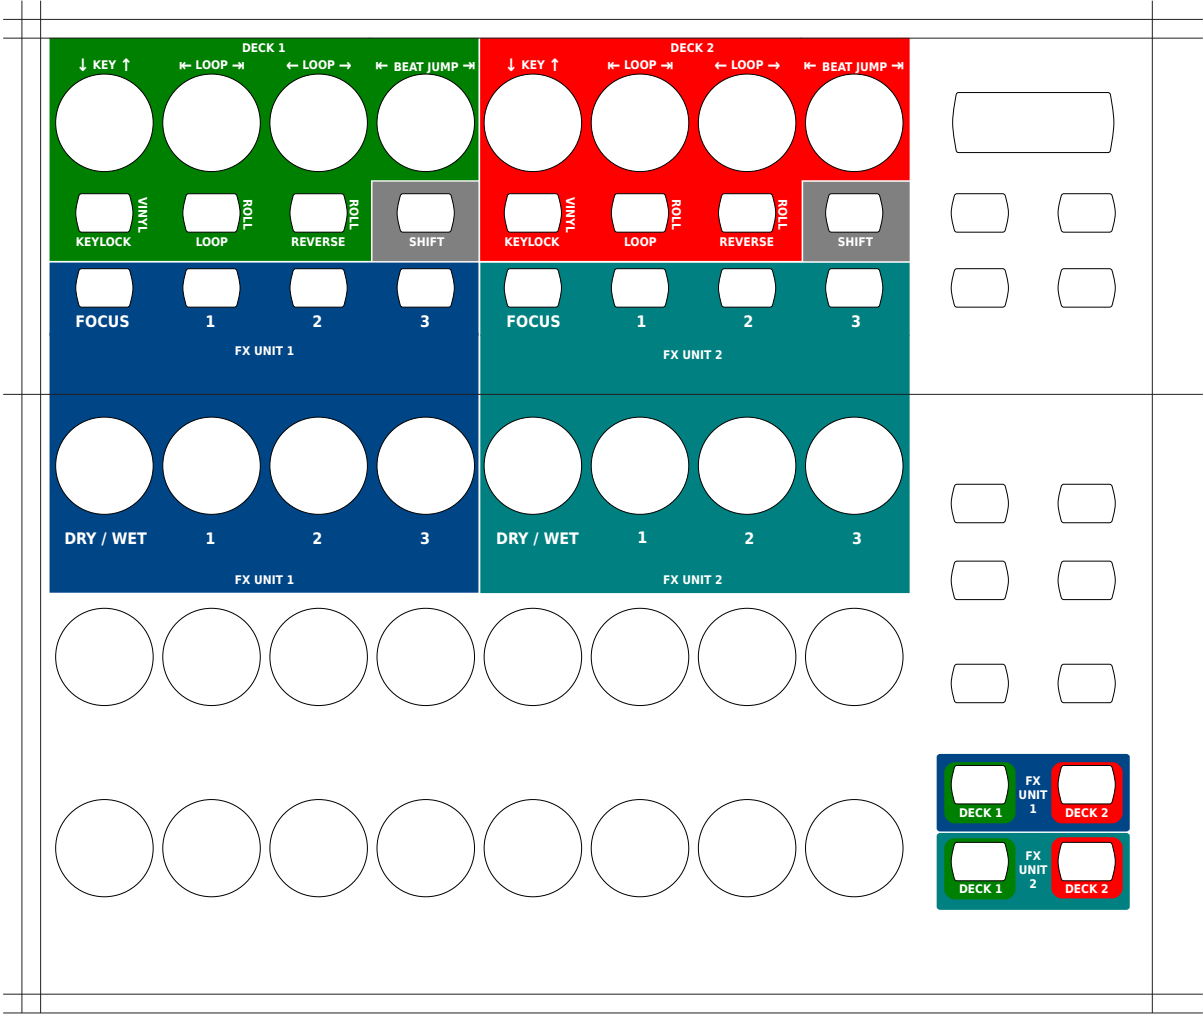 DECK 1
↓ KEY ↑
⇤ LOOP ⇥
← LOOP →
⇤ BEAT JUMP ⇥
VINYL
ROLL
ROLL
KEYLOCK
LOOP
REVERSE
SHIFT
DECK 2
↓ KEY ↑
⇤ LOOP ⇥
← LOOP →
⇤ BEAT JUMP ⇥
VINYL
ROLL
ROLL
KEYLOCK
LOOP
REVERSE
SHIFT
FOCUS
1
2
3
FX UNIT 1
FOCUS
1
2
3
FX UNIT 2
DRY / WET
1
2
3
FX UNIT 1
DRY / WET
1
2
3
FX UNIT 2
DECK 1
FX
UNIT
1
DECK 2
DECK 1
FX
UNIT
2
DECK 2